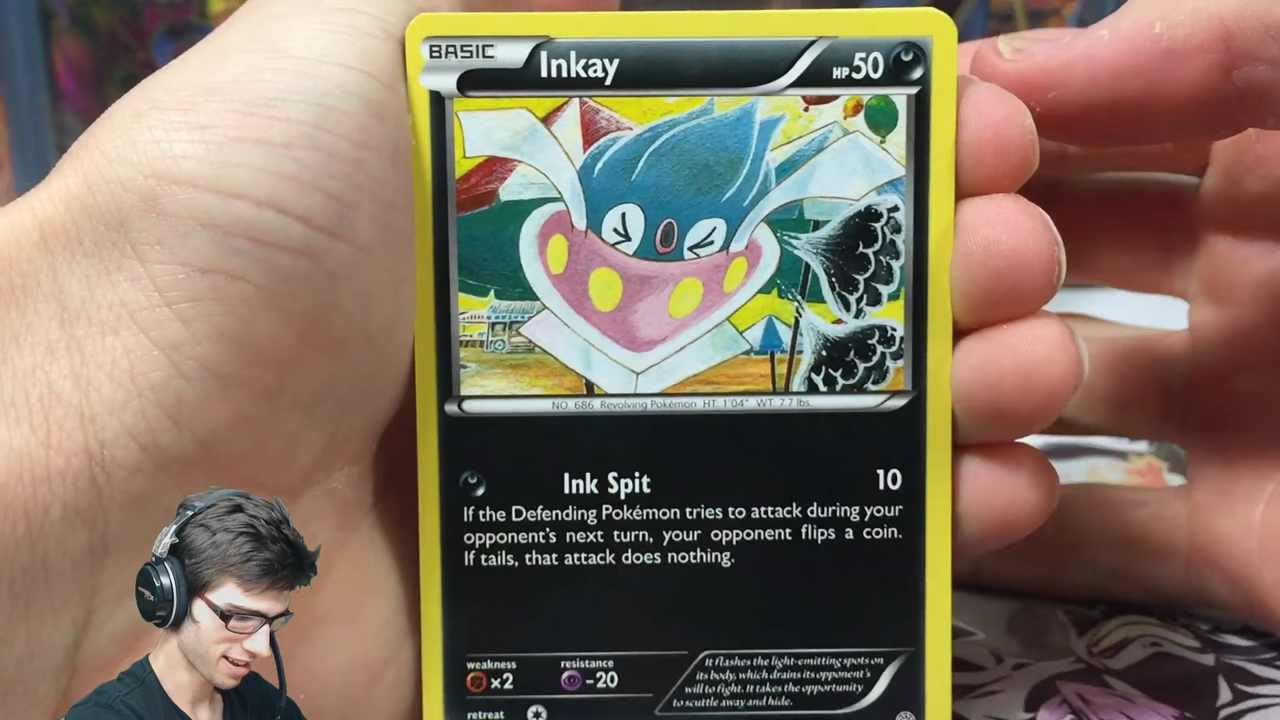 BASIC
Inkay
HP 50
NO. 686 Revolving Pokémon HT. 1'04" WT. 7.7 lbs.
Ink Spit 10
If the Defending Pokémon tries to attack during your
opponent's next turn, your opponent flips a coin.
If tails, that attack does nothing.
weakness
×2
resistance
-20
It flashes the light-emitting spots on
its body, which drains its opponent's
will to fight. It takes the opportunity
to scuttle away and hide.
retreat